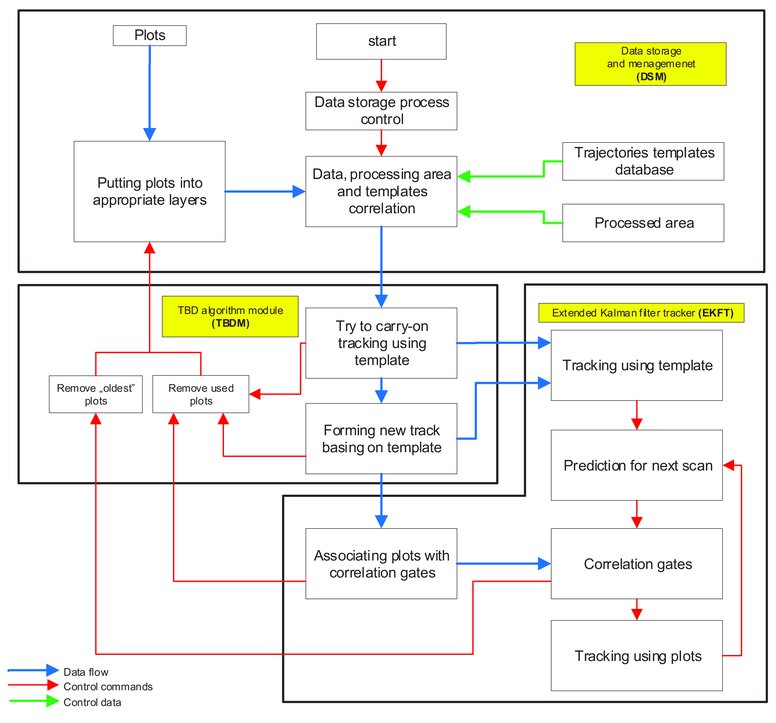 Plots
start
Data storage
and menagemenet
(DSM)
Data storage process
control
Putting plots into
appropriate layers
Data, processing area
and templates
correlation
Trajectories templates
database
Processed area
TBD algorithm module
(TBDM)
Try to carry-on
tracking using
template
Extended Kalman filter tracker (EKFT)
Tracking using template
Remove „oldest”
plots
Remove used
plots
Forming new track
basing on template
Prediction for next scan
Associating plots with
correlation gates
Correlation gates
Tracking using plots
Data flow
Control commands
Control data